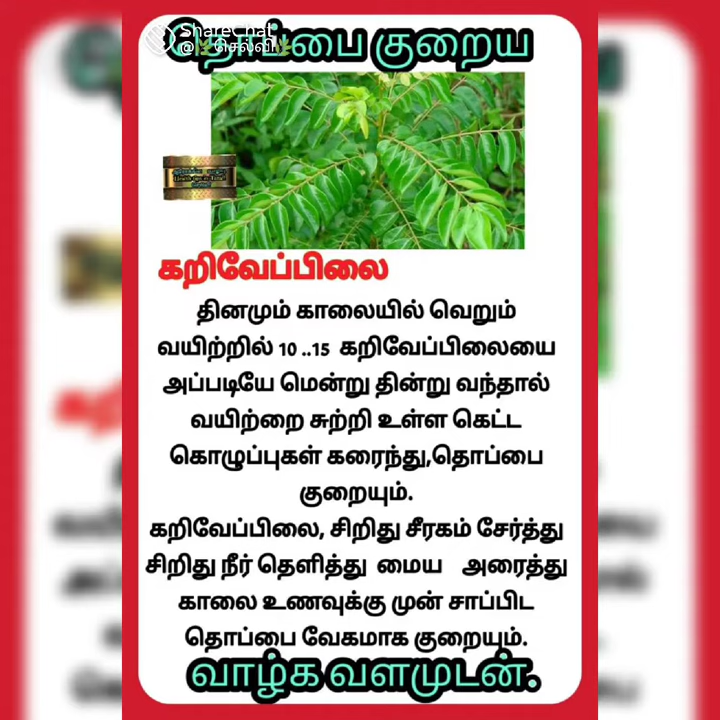 ShareChat
@🌿செல்வி🌿
தொப்பை குறைய
கறிவேப்பிலை
தினமும் காலையில் வெறும்
வயிற்றில் 10 ..15 கறிவேப்பிலையை
அப்படியே மென்று தின்று வந்தால்
வயிற்றை சுற்றி உள்ள கெட்ட
கொழுப்புகள் கரைந்து,தொப்பை
குறையும்.
கறிவேப்பிலை, சிறிது சீரகம் சேர்த்து
சிறிது நீர் தெளித்து மைய அரைத்து
காலை உணவுக்கு முன் சாப்பிட
தொப்பை வேகமாக குறையும்.
வாழ்க வளமுடன்.